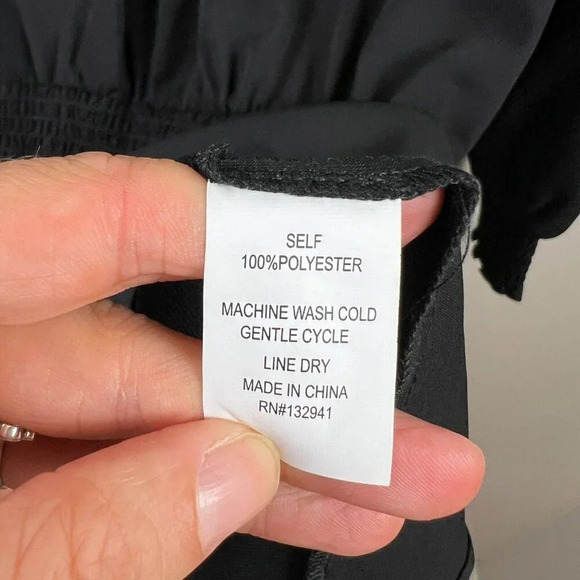 SELF
100%POLYESTER
MACHINE WASH COLD
GENTLE CYCLE
LINE DRY
MADE IN CHINA
RN#132941